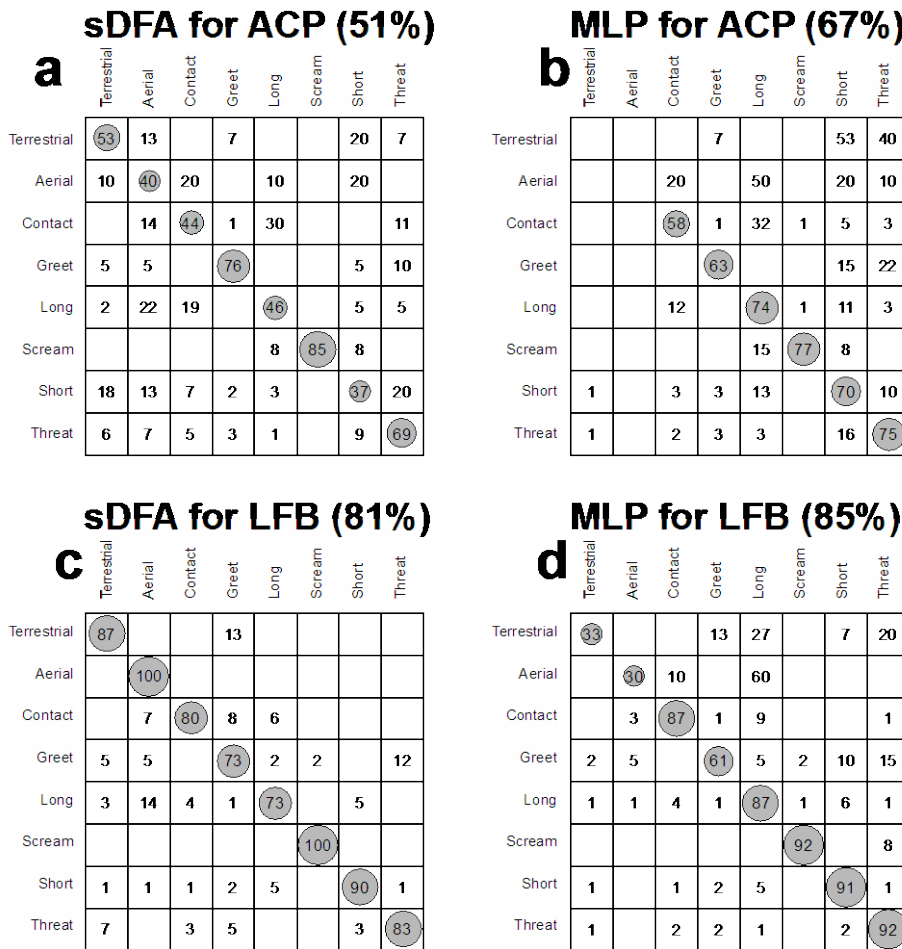 sDFA for ACP (51%) MLP for ACP (67%)
a b
Terrestrial Aerial Contact Greet Long Scream Short Threat Terrestrial Aerial Contact Greet Long Scream Short Threat
Terrestrial 53 13 7 20 7 Terrestrial 7 53 40
Aerial 10 40 20 10 20 Aerial 20 50 20 10
Contact 14 44 1 30 11 Contact 58 1 32 1 5 3
Greet 5 5 76 5 10 Greet 63 15 22
Long 2 22 19 46 5 5 Long 12 74 1 11 3
Scream 8 85 8 Scream 15 77 8
Short 18 13 7 2 3 37 20 Short 1 3 3 13 70 10
Threat 6 7 5 3 1 9 69 Threat 1 2 3 3 16 75
sDFA for LFB (81%) MLP for LFB (85%)
c d
Terrestrial Aerial Contact Greet Long Scream Short Threat Terrestrial Aerial Contact Greet Long Scream Short Threat
Terrestrial 87 13 Terrestrial 33 13 27 7 20
Aerial 100 Aerial 30 10 60
Contact 7 80 8 6 Contact 3 87 1 9 1
Greet 5 5 73 2 2 12 Greet 2 5 61 5 2 10 15
Long 3 14 4 1 73 5 Long 1 1 4 1 87 1 6 1
Scream 100 Scream 92 8
Short 1 1 1 2 5 90 1 Short 1 1 2 5 91 1
Threat 7 3 5 3 83 Threat 1 2 2 1 2 92